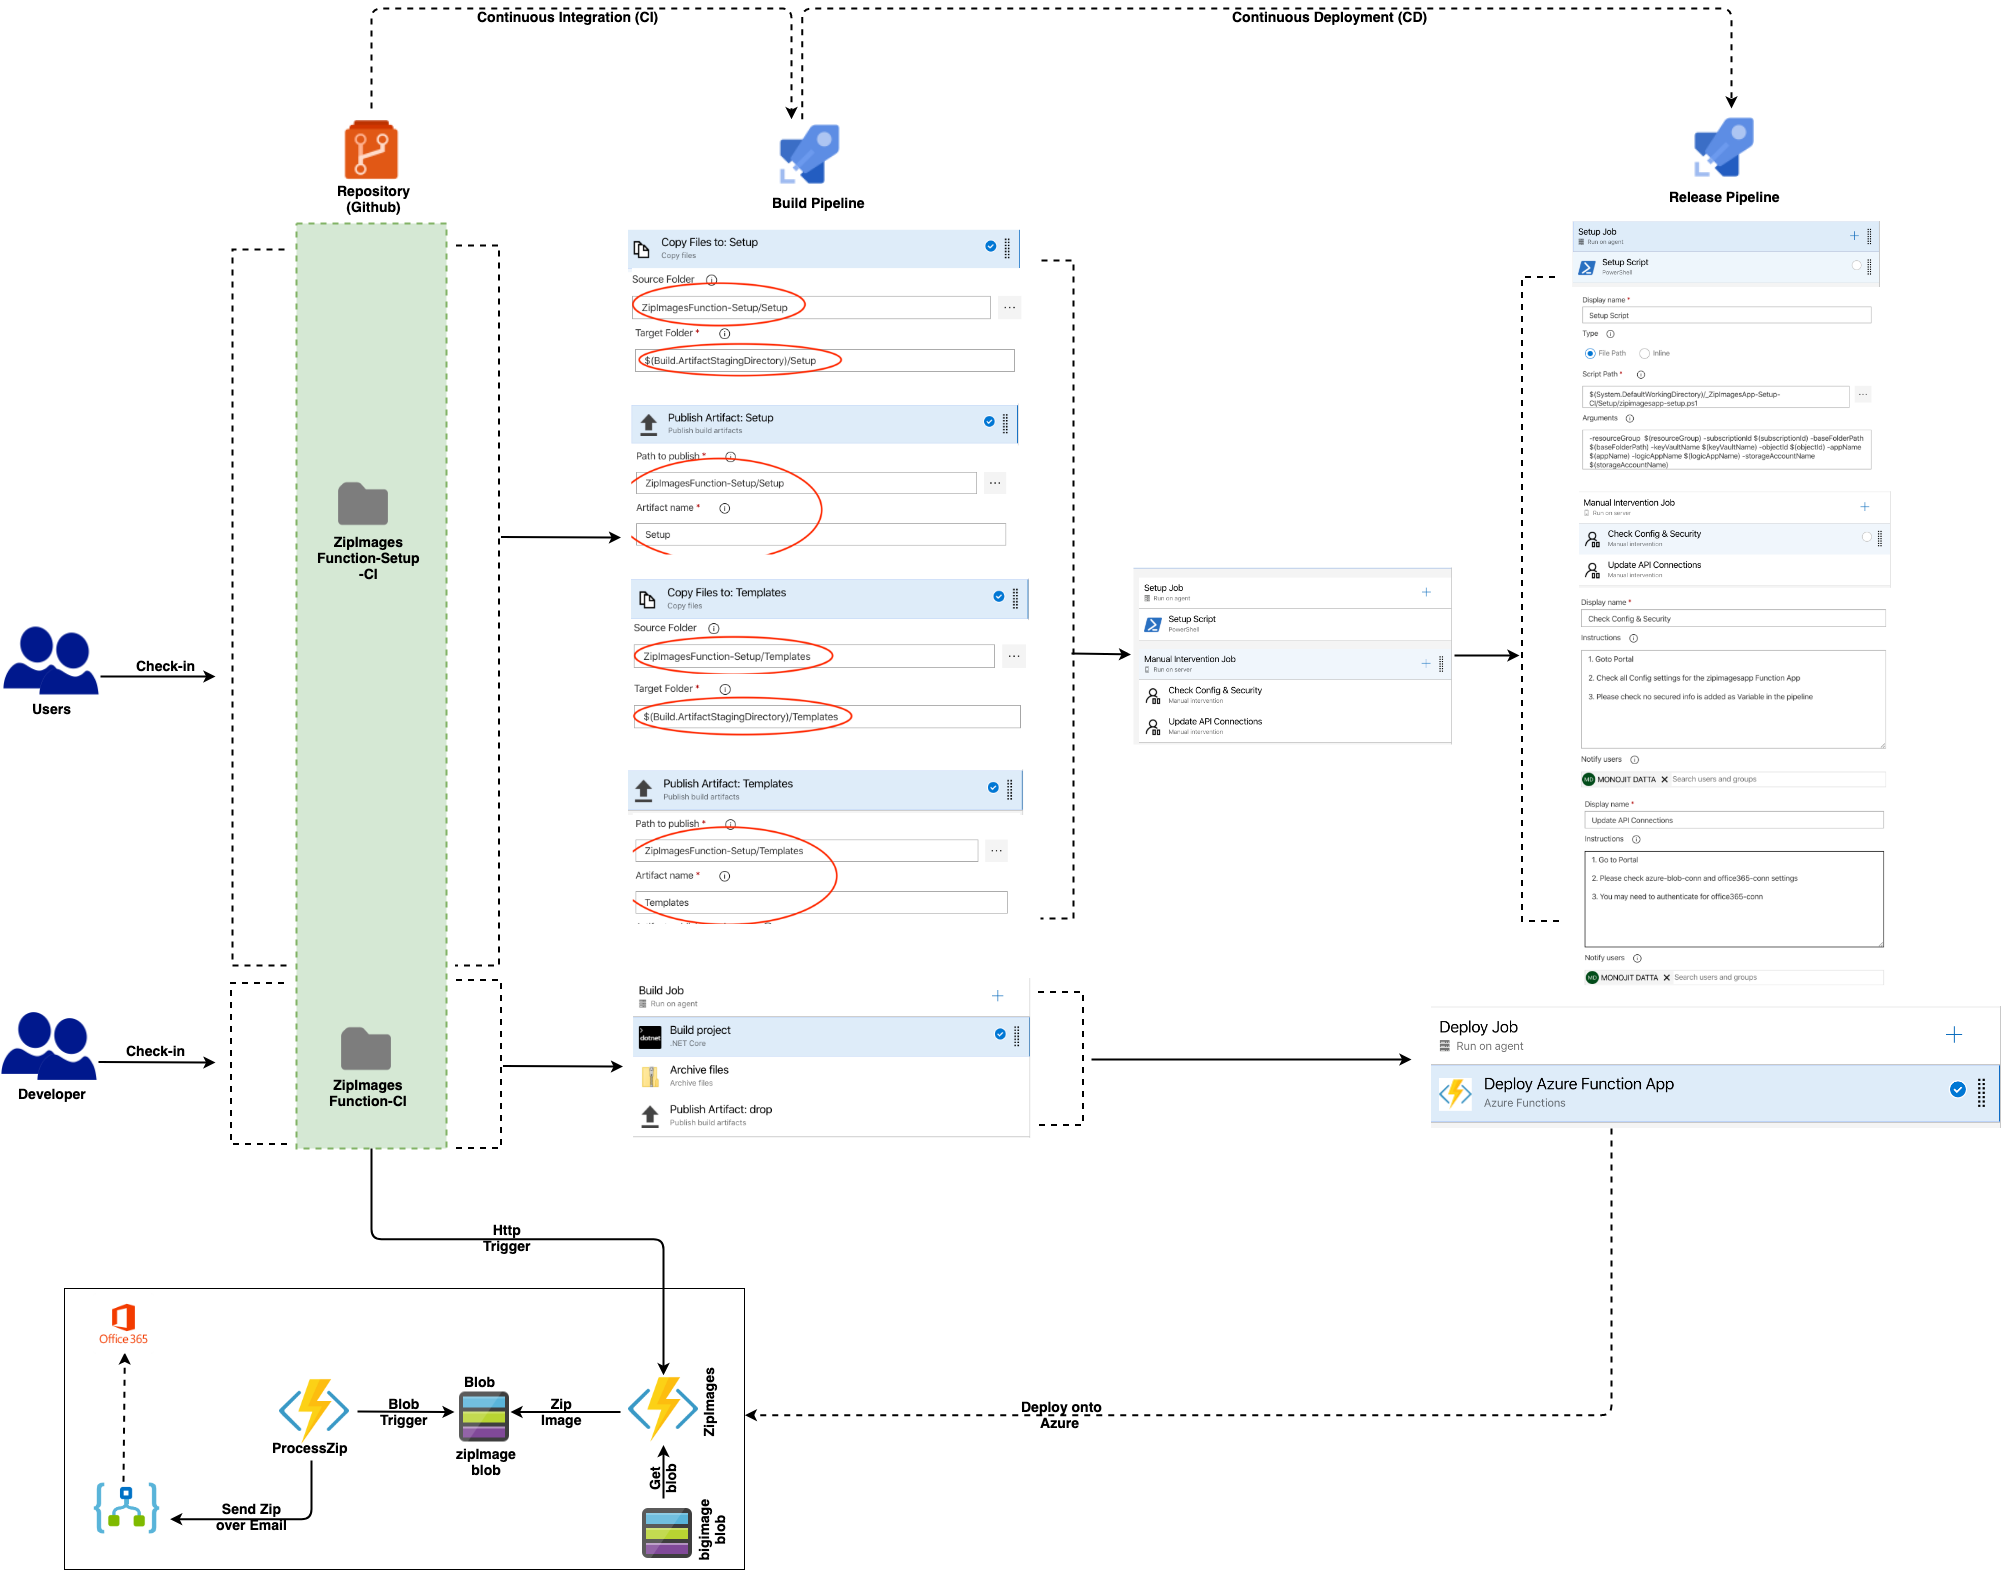 Continuous Integration (CI)
Continuous Deployment (CD)
Repository
(Github)
Build Pipeline
Release Pipeline
Users
Check-in
Developer
Check-in
ZipImages
Function-Setup
-CI
ZipImages
Function-CI
Copy Files to: Setup
Copy files
Source Folder
ZipImagesFunction-Setup/Setup
Target Folder *
$(Build.ArtifactStagingDirectory)/Setup
Publish Artifact: Setup
Publish build artifacts
Path to publish *
ZipImagesFunction-Setup/Setup
Artifact name *
Setup
Copy Files to: Templates
Copy files
Source Folder
ZipImagesFunction-Setup/Templates
Target Folder *
$(Build.ArtifactStagingDirectory)/Templates
Publish Artifact: Templates
Publish build artifacts
Path to publish *
ZipImagesFunction-Setup/Templates
Artifact name *
Templates
Build Job
Run on agent
Build project
dotnet
.NET Core
Archive files
Archive files
Publish Artifact: drop
Publish build artifacts
Setup Job
Run on agent
Setup Script
PowerShell
Manual Intervention Job
Run on server
Check Config & Security
Manual intervention
Update API Connections
Manual intervention
Setup Job
Run on agent
Setup Script
PowerShell
Display name *
Setup Script
Type
File Path
Inline
Script Path *
$(System.DefaultWorkingDirectory)/_ZipImagesApp-Setup-
CI/Setup/zipimagesapp-setup.ps1
Arguments
-resourceGroup $(resourceGroup) -subscriptionId $(subscriptionId) -baseFolderPath
$(baseFolderPath) -keyVaultName $(keyVaultName) -objectId $(objectId) -appName
$(appName) -logicAppName $(logicAppName) -storageAccountName
$(storageAccountName)
Manual Intervention Job
Run on server
Check Config & Security
Manual intervention
Update API Connections
Manual intervention
Display name *
Check Config & Security
Instructions
1. Goto Portal
2. Check all Config settings for the zipimagesapp Function App
3. Please check no secured info is added as Variable in the pipeline
Notify users
MD MONOJIT DATTA Search users and groups
Display name *
Update API Connections
Instructions
1. Go to Portal
2. Please check azure-blob-conn and office365-conn settings
3. You may need to authenticate for office365-conn
Notify users
MD MONOJIT DATTA Search users and groups
Deploy Job
Run on agent
Deploy Azure Function App
Azure Functions
Http
Trigger
Deploy onto
Azure
Office 365
ProcessZip
Blob
Trigger
Blob
zipImage
blob
Zip
Image
ZipImages
Get
blob
bigimage
blob
Send Zip
over Email